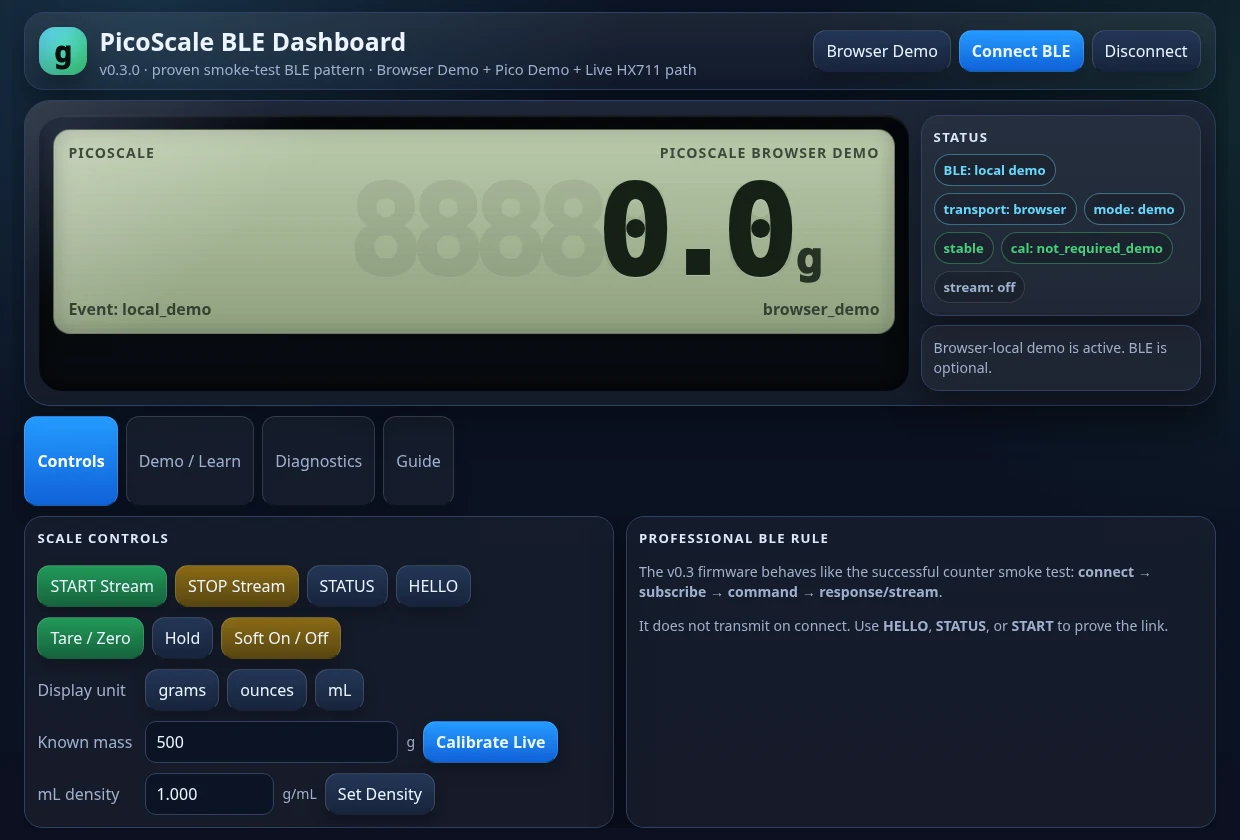 g
PicoScale BLE Dashboard
v0.3.0 · proven smoke-test BLE pattern · Browser Demo + Pico Demo + Live HX711 path
Browser Demo
Connect BLE
Disconnect
PICOSCALE
PICOSCALE BROWSER DEMO
88880.0g
Event: local_demo
browser_demo
STATUS
BLE: local demo
transport: browser
mode: demo
stable
cal: not_required_demo
stream: off
Browser-local demo is active. BLE is
optional.
Controls
Demo / Learn
Diagnostics
Guide
SCALE CONTROLS
START Stream
STOP Stream
STATUS
HELLO
Tare / Zero
Hold
Soft On / Off
Display unit
grams
ounces
mL
Known mass
500
g
Calibrate Live
mL density
1.000
g/mL
Set Density
PROFESSIONAL BLE RULE
The v0.3 firmware behaves like the successful counter smoke test: connect →
subscribe → command → response/stream.
It does not transmit on connect. Use HELLO, STATUS, or START to prove the link.